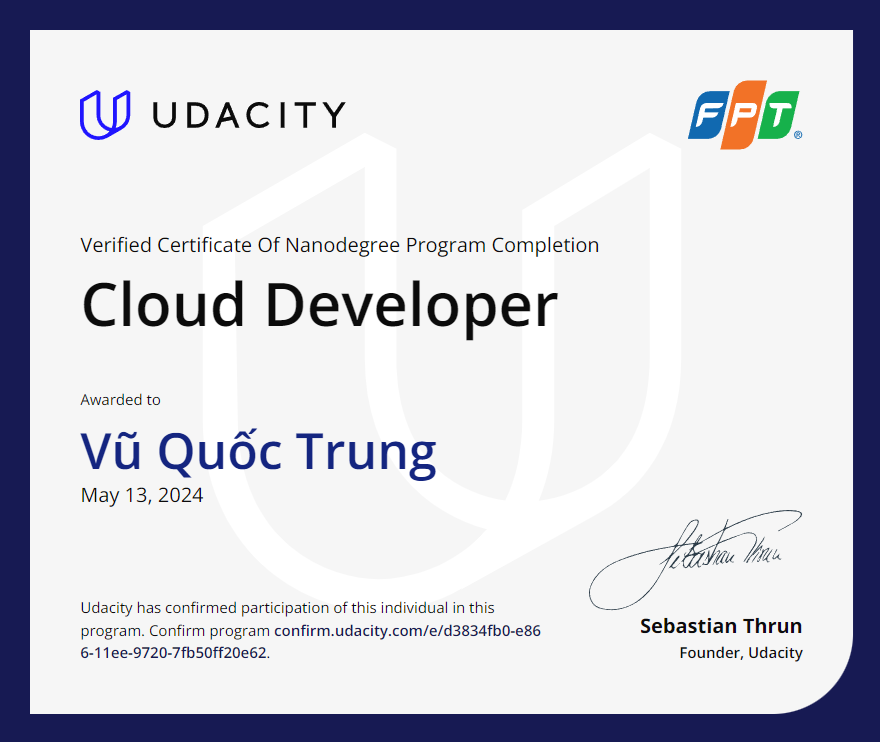 UDACITY
FPT®
Verified Certificate Of Nanodegree Program Completion
Cloud Developer
Awarded to
Vũ Quốc Trung
May 13, 2024
Udacity has confirmed participation of this individual in this
program. Confirm program confirm.udacity.com/e/d3834fb0-e86
6-11ee-9720-7fb50ff20e62.
Sebastian Thrun
Sebastian Thrun
Founder, Udacity